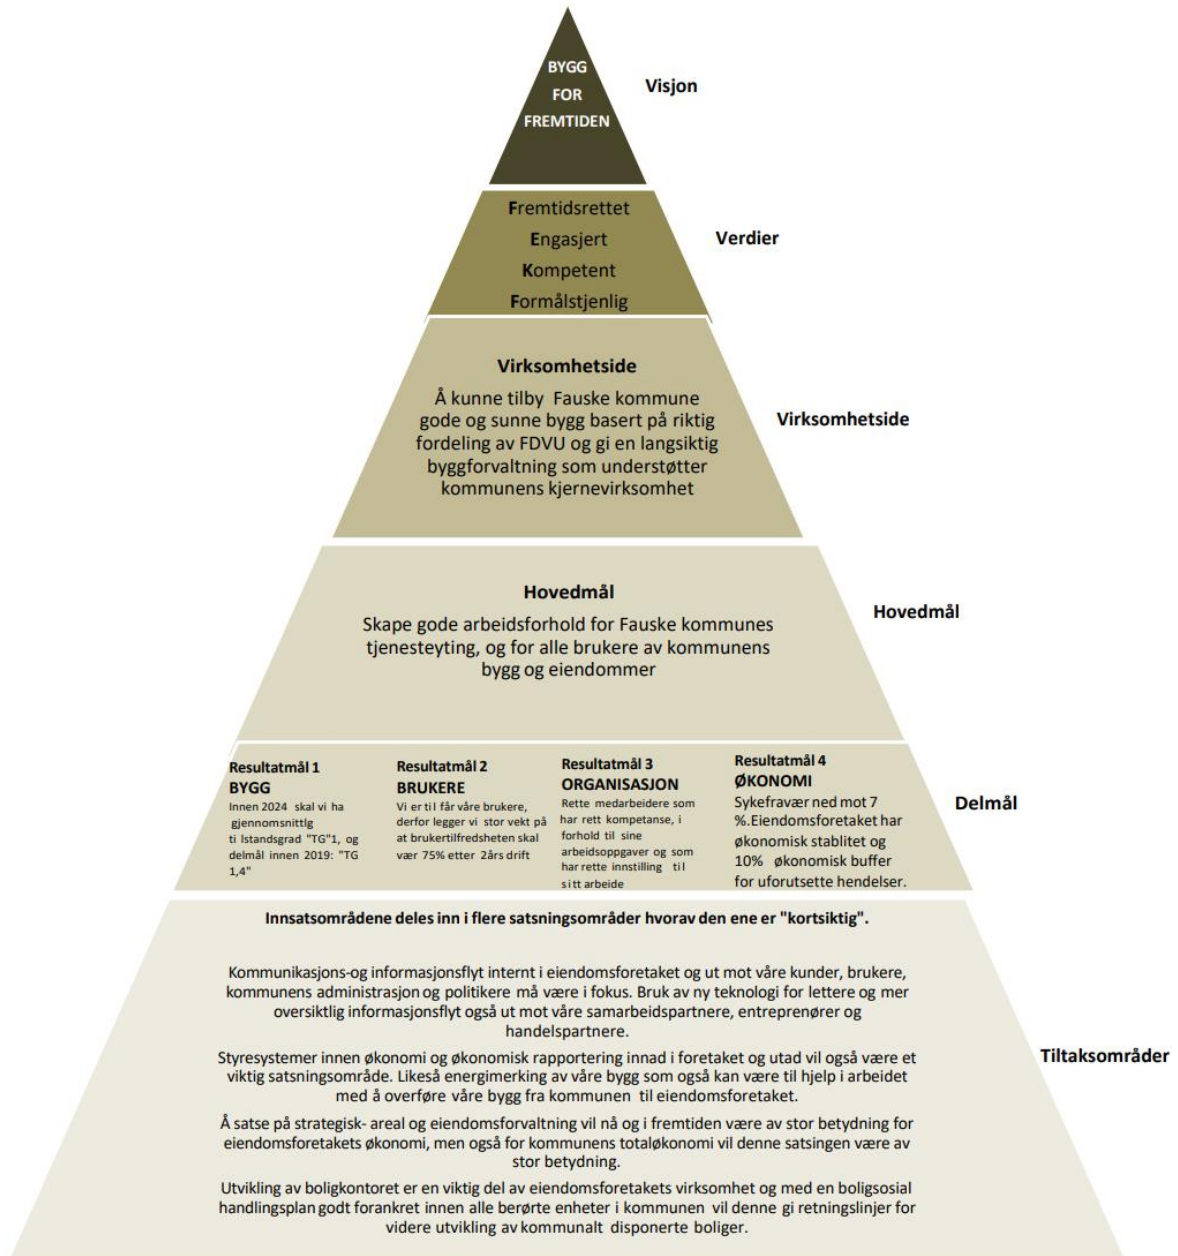 BYGG
FOR
FREMTIDEN
Visjon
Fremtidsrettet
Engasjert
Kompetent
Formålstjenlig
Verdier
Virksomhetside
Å kunne tilby Fauske kommune
gode og sunne bygg basert på riktig
fordeling av FDVU og gi en langsiktig
byggforvaltning som understøtter
kommunens kjernevirksomhet
Virksomhetside
Hovedmål
Skape gode arbeidsforhold for Fauske kommunes
tjenesteyting, og for alle brukere av kommunens
bygg og eiendommer
Hovedmål
Resultatmål 1
BYGG
Innen 2024 skal vi ha
gjennomsnittlg
ti lstandsgrad "TG"1, og
delmål innen 2019: "TG
1,4"
Resultatmål 2
BRUKERE
Vi er til får våre brukere,
derfor legger vi stor vekt på
at brukertilfredsheten skal
vær 75% etter 2års drift
Resultatmål 3
ORGANISASJON
Rette medarbeidere som
har rett kompetanse, i
forhold til sine
arbeidsoppgaver og som
har rette innstilling til
sitt arbeide
Resultatmål 4
ØKONOMI
Sykefravær ned mot 7
%.Eiendomsforetaket har
økonomisk stablitet og
10% økonomisk buffer
for uforutsette hendelser.
Delmål
Innsatsområdene deles inn i flere satsningsområder hvorav den ene er "kortsiktig".
Kommunikasjons-og informasjonsflyt internt i eiendomsforetaket og ut mot våre kunder, brukere,
kommunens administrasjon og politikere må være i fokus. Bruk av ny teknologi for lettere og mer
oversiktlig informasjonsflyt også ut mot våre samarbeidspartnere, entreprenører og
handelspartnere.
Styresystemer innen økonomi og økonomisk rapportering innad i foretaket og utad vil også være et
viktig satsningsområde. Likeså energimerking av våre bygg som også kan være til hjelp i arbeidet
med å overføre våre bygg fra kommunen til eiendomsforetaket.
Å satse på strategisk- areal og eiendomsforvaltning vil nå og i fremtiden være av stor betydning for
eiendomsforetakets økonomi, men også for kommunens totaløkonomi vil denne satsingen være av
stor betydning.
Utvikling av boligkontoret er en viktig del av eiendomsforetakets virksomhet og med en boligsosial
handlingsplan godt forankret innen alle berørte enheter i kommunen vil denne gi retningslinjer for
videre utvikling av kommunalt disponerte boliger.
Tiltaksområder